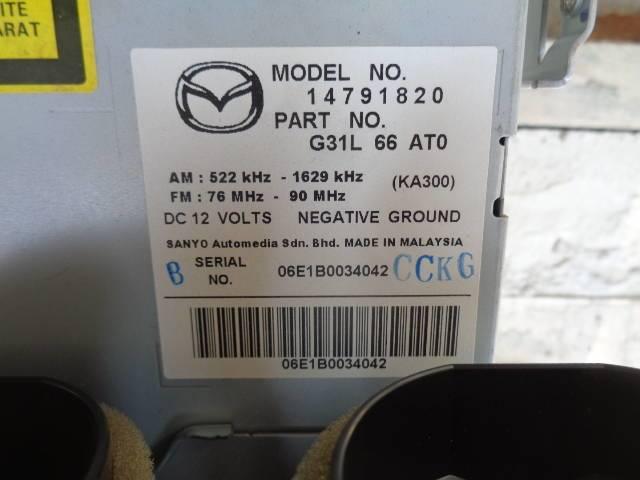 ITE
ARAT
MODEL NO.
14791820
PART NO.
G31L 66 AT0
AM : 522 kHz - 1629 kHz (KA300)
FM : 76 MHz - 90 MHz
DC 12 VOLTS NEGATIVE GROUND
SANYO Automedia Sdn. Bhd. MADE IN MALAYSIA
B SERIAL NO. 06E1B0034042 CCKG
06E1B0034042